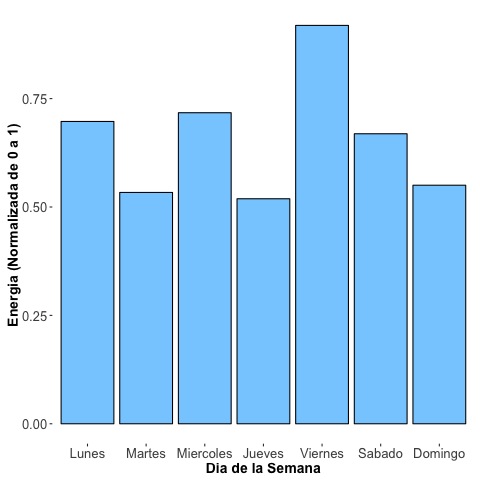 Energia (Normalizada de 0 a 1)
0.75
0.50
0.25
0.00
Lunes Martes Miercoles Jueves Viernes Sabado Domingo
Dia de la Semana